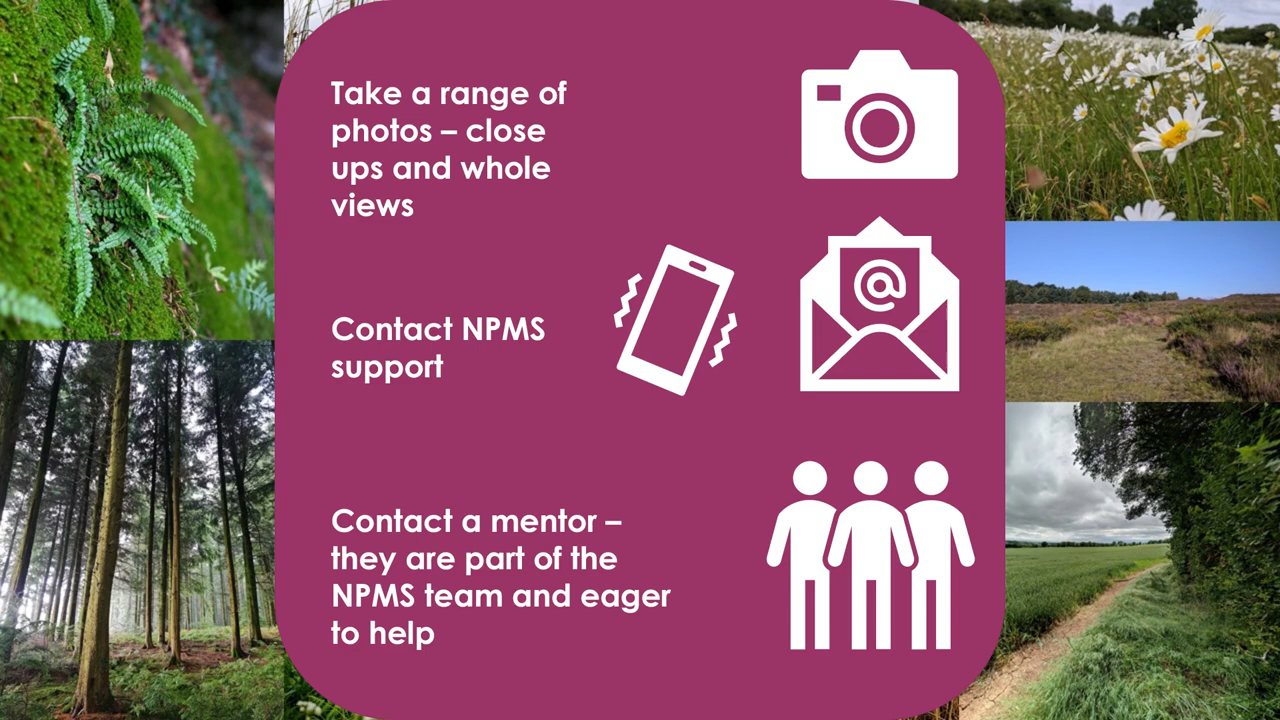 Take a range of
photos – close
ups and whole
views
Contact NPMS
support
@
Contact a mentor –
they are part of the
NPMS team and eager
to help